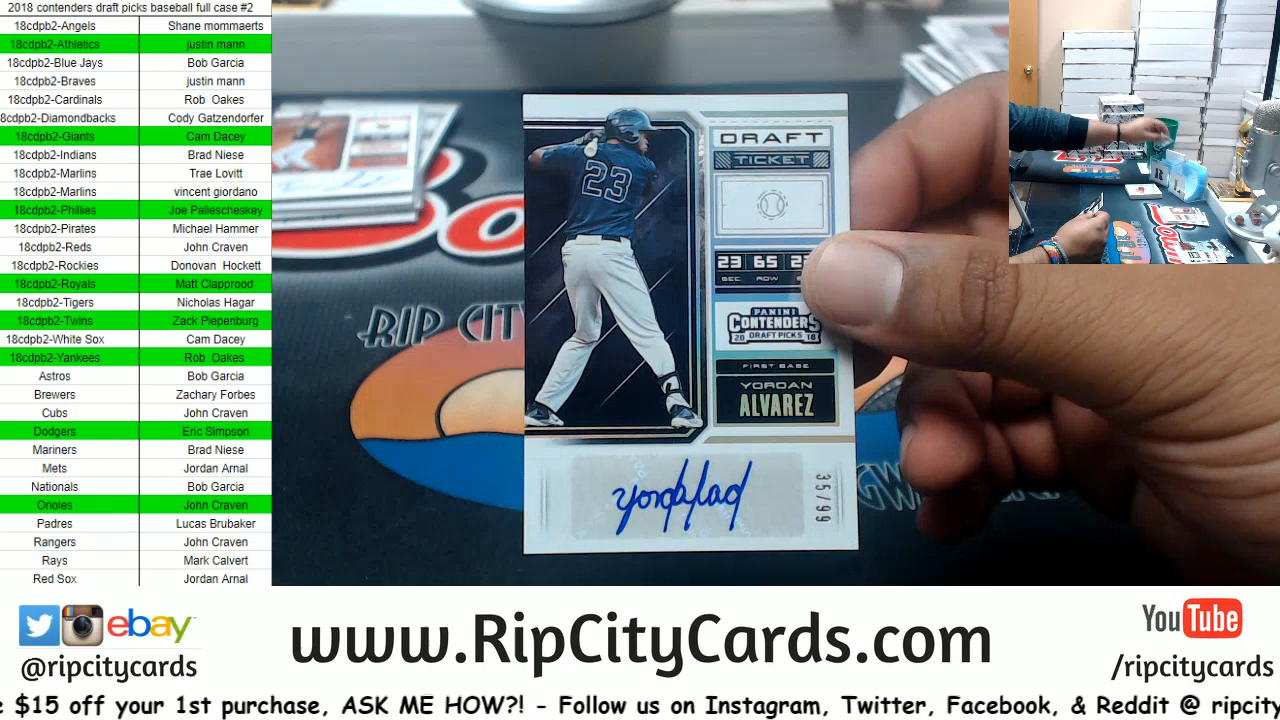 2018 contenders draft picks baseball full case #2
18cdpb2-Angels Shane mommaerts
18cdpb2-Athletics justin mann
18cdpb2-Blue Jays Bob Garcia
18cdpb2-Braves justin mann
18cdpb2-Cardinals Rob Oakes
18cdpb2-Diamondbacks Cody Gatzendorfer
18cdpb2-Giants Cam Dacey
18cdpb2-Indians Brad Niese
18cdpb2-Marlins Trae Lovitt
18cdpb2-Marlins vincent giordano
18cdpb2-Phillies Joe Paliescheskey
18cdpb2-Pirates Michael Hammer
18cdpb2-Reds John Craven
18cdpb2-Rockies Donovan Hockett
18cdpb2-Royals Matt Clapprood
18cdpb2-Tigers Nicholas Hagar
18cdpb2-Twins Zack Piepenburg
18cdpb2-White Sox Cam Dacey
18cdpb2-Yankees Rob Oakes
Astros Bob Garcia
Brewers Zachary Forbes
Cubs John Craven
Dodgers Eric Simpson
Mariners Brad Niese
Mets Jordan Arnal
Nationals Bob Garcia
Orioles John Craven
Padres Lucas Brubaker
Rangers John Craven
Rays Mark Calvert
Red Sox Jordan Arnal
23
DRAFT
TICKET
23 65
SEC. ROW
PANINI
CONTENDERS
20 DRAFT PICKS 18
FIRST BASE
YORDAN
ALVAREZ
35/99
RIP CIT
ebay
@ripcitycards
www.RipCityCards.com
YouTube
/ripcitycards
$15 off your 1st purchase, ASK ME HOW?! - Follow us on Instagram, Twitter, Facebook, & Reddit @ ripcity